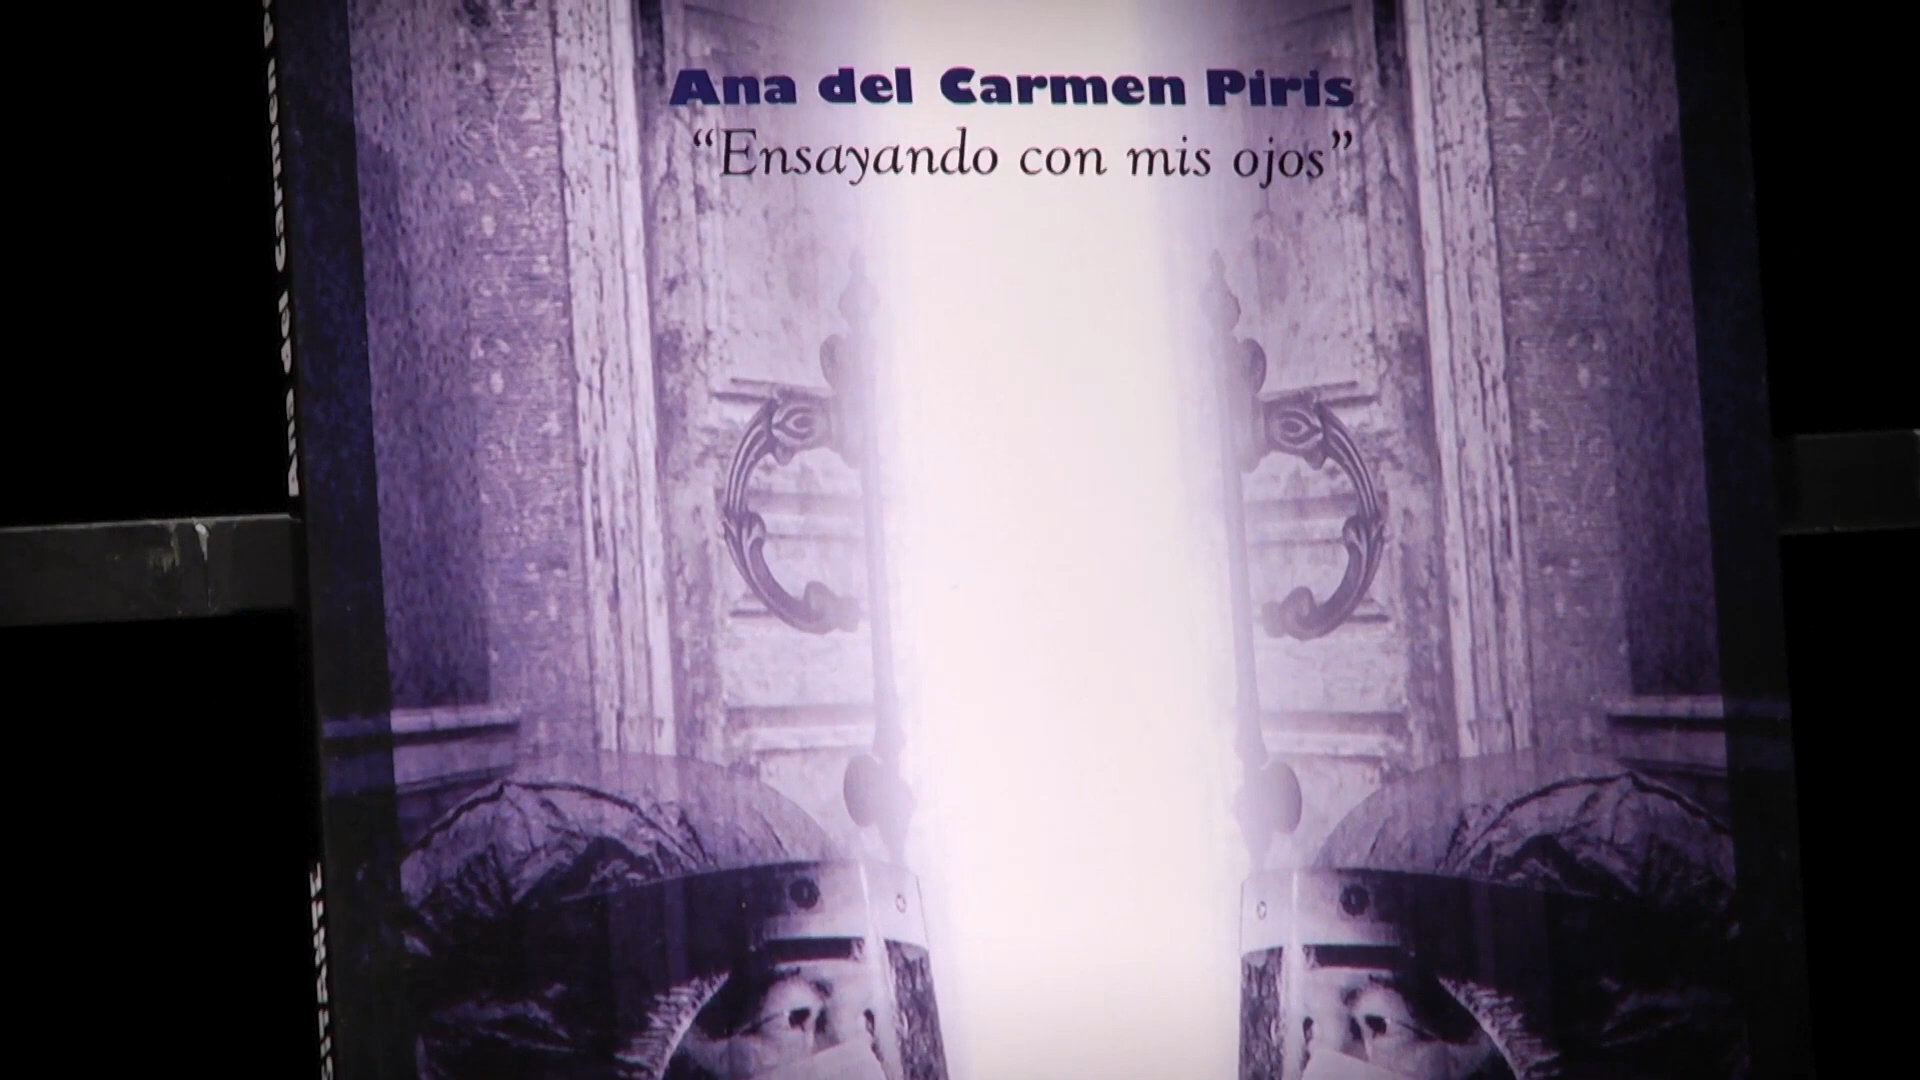 Ana del Carmen Piris
“Ensayando con mis ojos”
Ana del Carmen